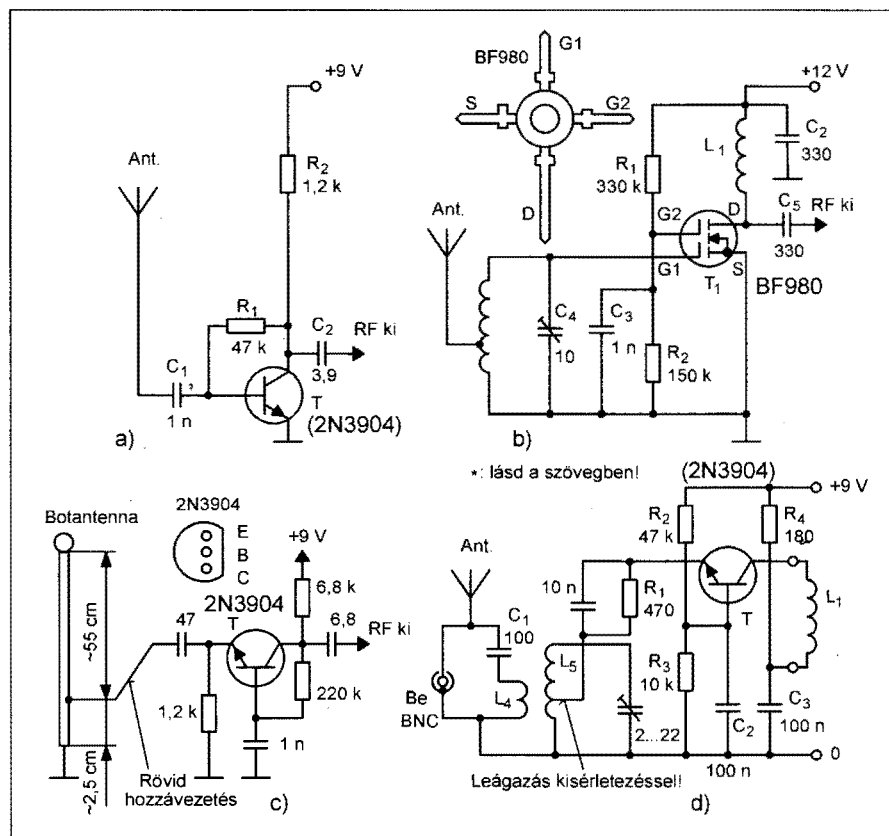 +9 V
Ant.
R2
1,2 k
R1
47 k
C1
1 n
C2
3,9
RF ki
T
(2N3904)
a)
BF980
G1
S
G2
D
+12 V
L1
C2
330
R1
330 k
Ant.
G2
G1
D
S
C5
330
RF ki
T1
BF980
C4
10
C3
1 n
R2
150 k
b)
*: lásd a szövegben!
Botantenna
2N3904
E
B
C
~55 cm
~2,5 cm
47
2N3904
T
+9 V
6,8 k
6,8
RF ki
220 k
1,2 k
1 n
Rövid
hozzávezetés
c)
(2N3904)
+9 V
R2
47 k
R4
180
Ant.
10 n
R1
470
T
L1
C1
100
Be
BNC
L4
L5
R3
10 k
2...22
C2
100 n
C3
100 n
0
Leágazás kisérletezéssel!
d)